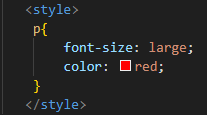 <style>
p{
font-size: large;
color: red;
}
</style>